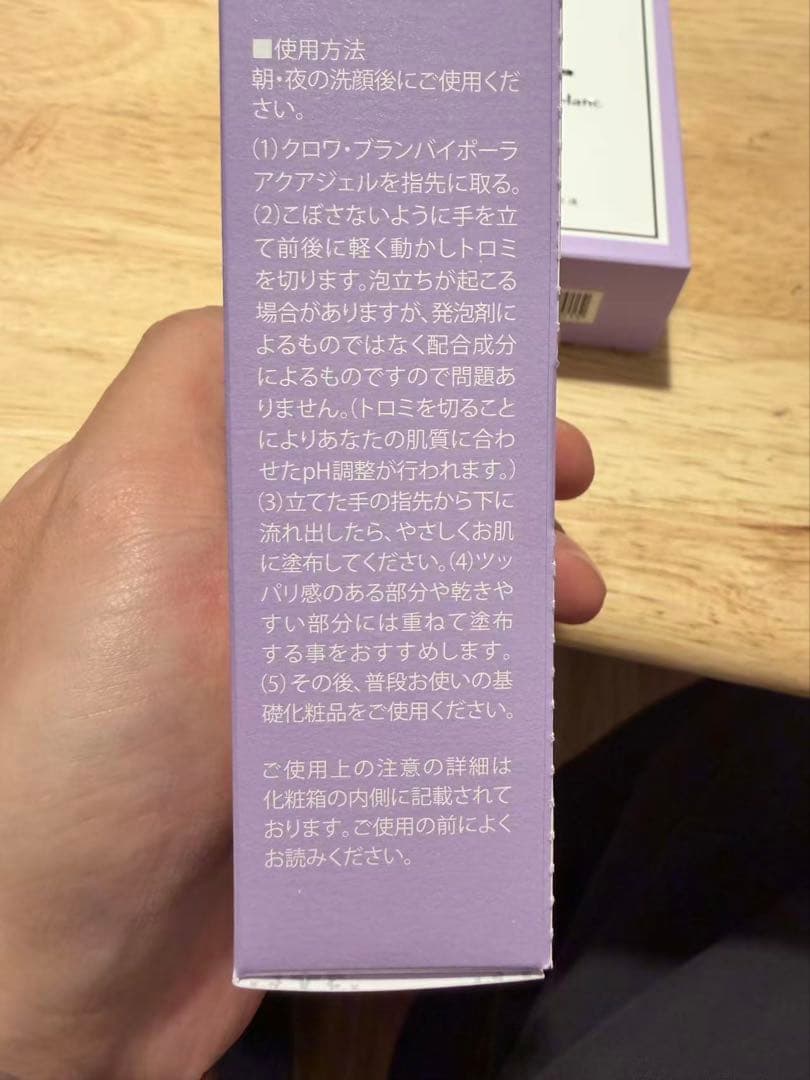 ■使用方法
朝・夜の洗顔後にご使用くだ
さい。
(1)クロワ・ブランバイポーラ
アクアジェルを指先に取る。
(2)こぼさないように手を立
て前後に軽く動かしトロミ
を切ります。泡立ちが起こる
場合がありますが、発泡剤に
よるものではなく配合成分
によるものですので問題あ
りません。(トロミを切ること
によりあなたの肌質に合わ
せたpH調整が行われます。)
(3)立てた手の指先から下に
流れ出したら、やさしくお肌
に塗布してください。(4)ツッ
パリ感のある部分や乾きや
すい部分には重ねて塗布
する事をおすすめします。
(5)その後、普段お使いの基
礎化粧品をご使用ください。
ご使用上の注意の詳細は
化粧箱の内側に記載されて
おります。ご使用の前によく
お読みください。